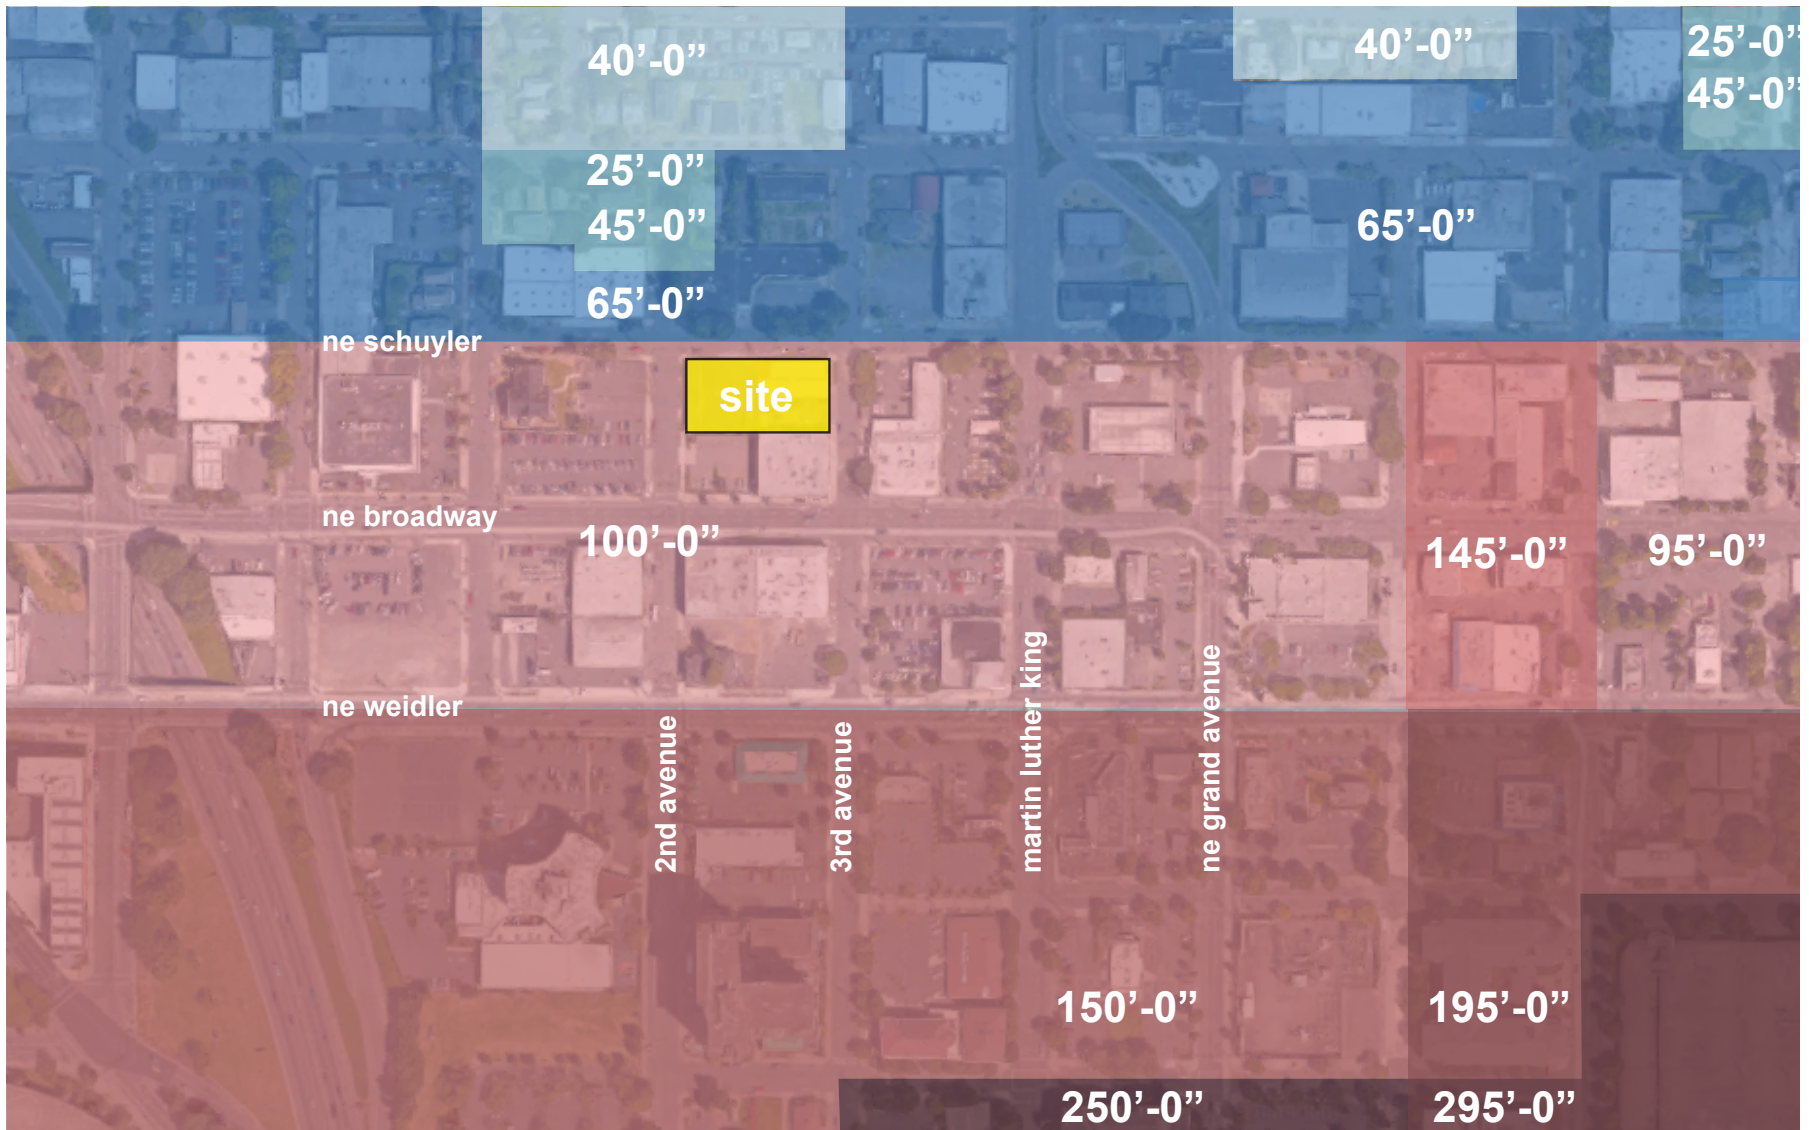 40’-0”
40’-0”
25’-0”
45’-0”
25’-0”
45’-0”
65’-0”
65’-0”
ne schuyler
site
ne broadway
100’-0”
145’-0”
95’-0”
ne weidler
2nd avenue
3rd avenue
martin luther king
ne grand avenue
150’-0”
195’-0”
250’-0”
295’-0”